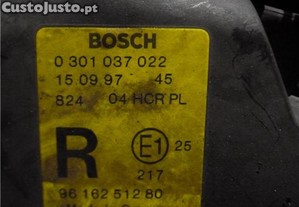 CustoJusto.pt
BOSCH
0 301 037 022
15 09.97 45
824 04 HCR PL
R E1 25
217
96 162 512 80